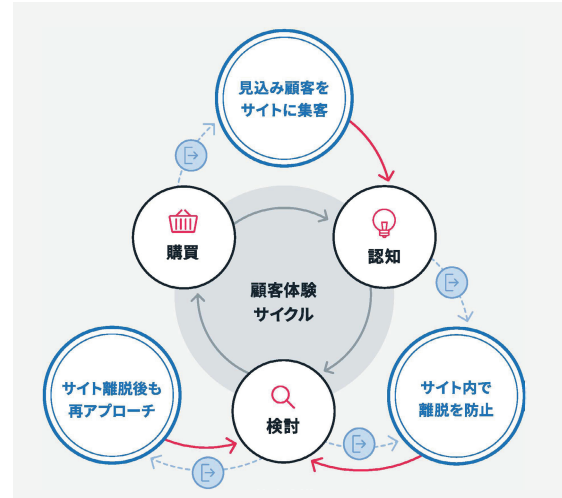 見込み顧客を
サイトに集客
購買
認知
顧客体験
サイクル
サイト離脱後も
再アプローチ
検討
サイト内で
離脱を防止